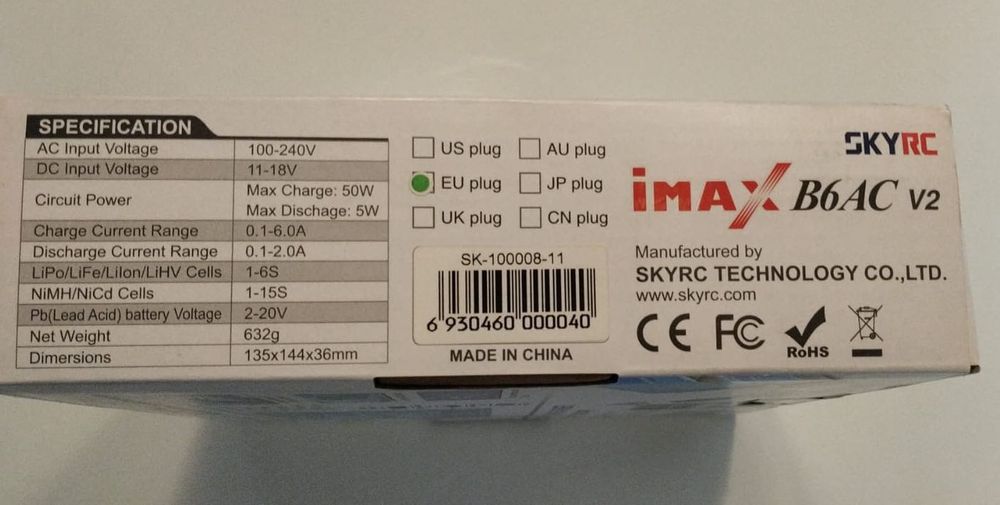 SPECIFICATION
AC Input Voltage 100-240V
DC Input Voltage 11-18V
Circuit Power Max Charge: 50W
Max Dischage: 5W
Charge Current Range 0.1-6.0A
Discharge Current Range 0.1-2.0A
LiPo/LiFe/LiIon/LiHV Cells 1-6S
NiMH/NiCd Cells 1-15S
Pb(Lead Acid) battery Voltage 2-20V
Net Weight 632g
Dimensions 135x144x36mm
US plug AU plug
EU plug JP plug
UK plug CN plug
SK-100008-11
6 930460 000040
MADE IN CHINA
SKYRC
iMAX B6AC V2
Manufactured by
SKYRC TECHNOLOGY CO.,LTD.
www.skyrc.com
CE FC RoHS